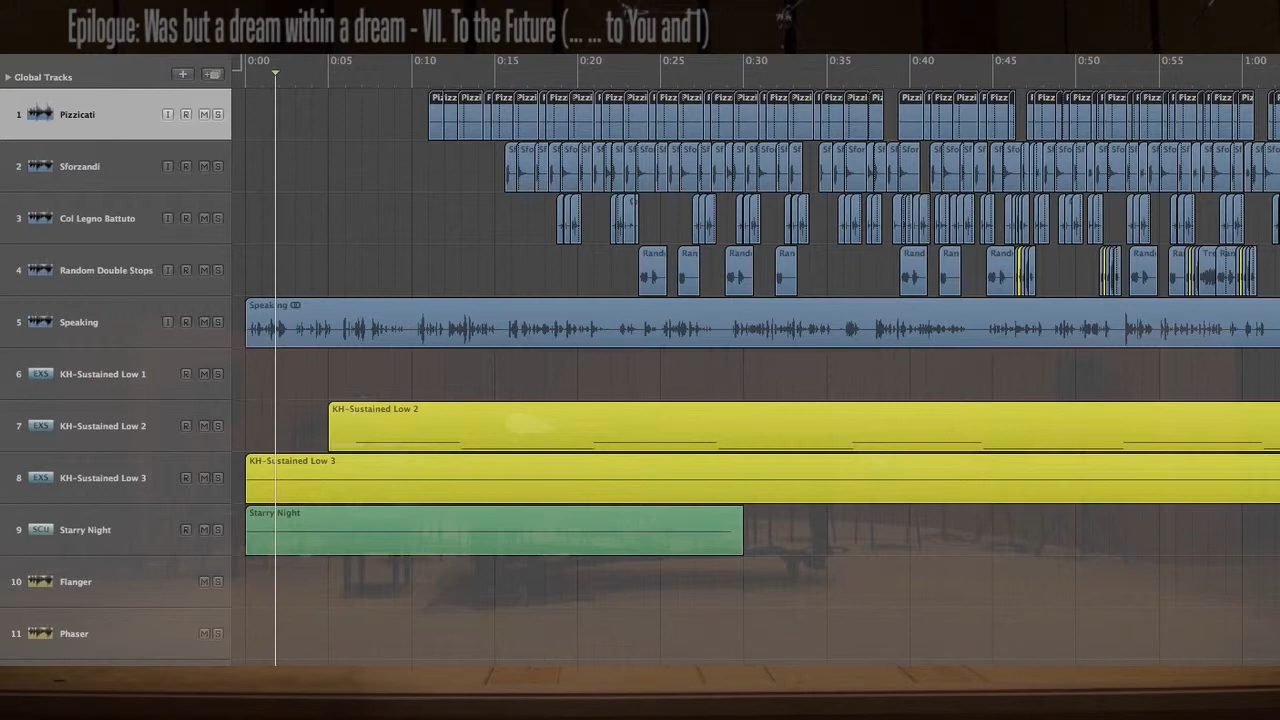 Epilogue: Was but a dream within a dream - VII. To the Future (... ... to You and I)
Global Tracks
0:00 0:05 0:10 0:15 0:20 0:25 0:30 0:35 0:40 0:45 0:50 0:55 1:00
1 Pizzicati I R M S
2 Sforzandi I R M S
3 Col Legno Battuto I R M S
4 Random Double Stops I R M S
5 Speaking I R M S
Speaking
6 EXS KH-Sustained Low 1 R M S
7 EXS KH-Sustained Low 2 R M S
KH-Sustained Low 2
8 EXS KH-Sustained Low 3 R M S
KH-Sustained Low 3
9 SCU Starry Night R M S
Starry Night
10 Flanger M S
11 Phaser M S